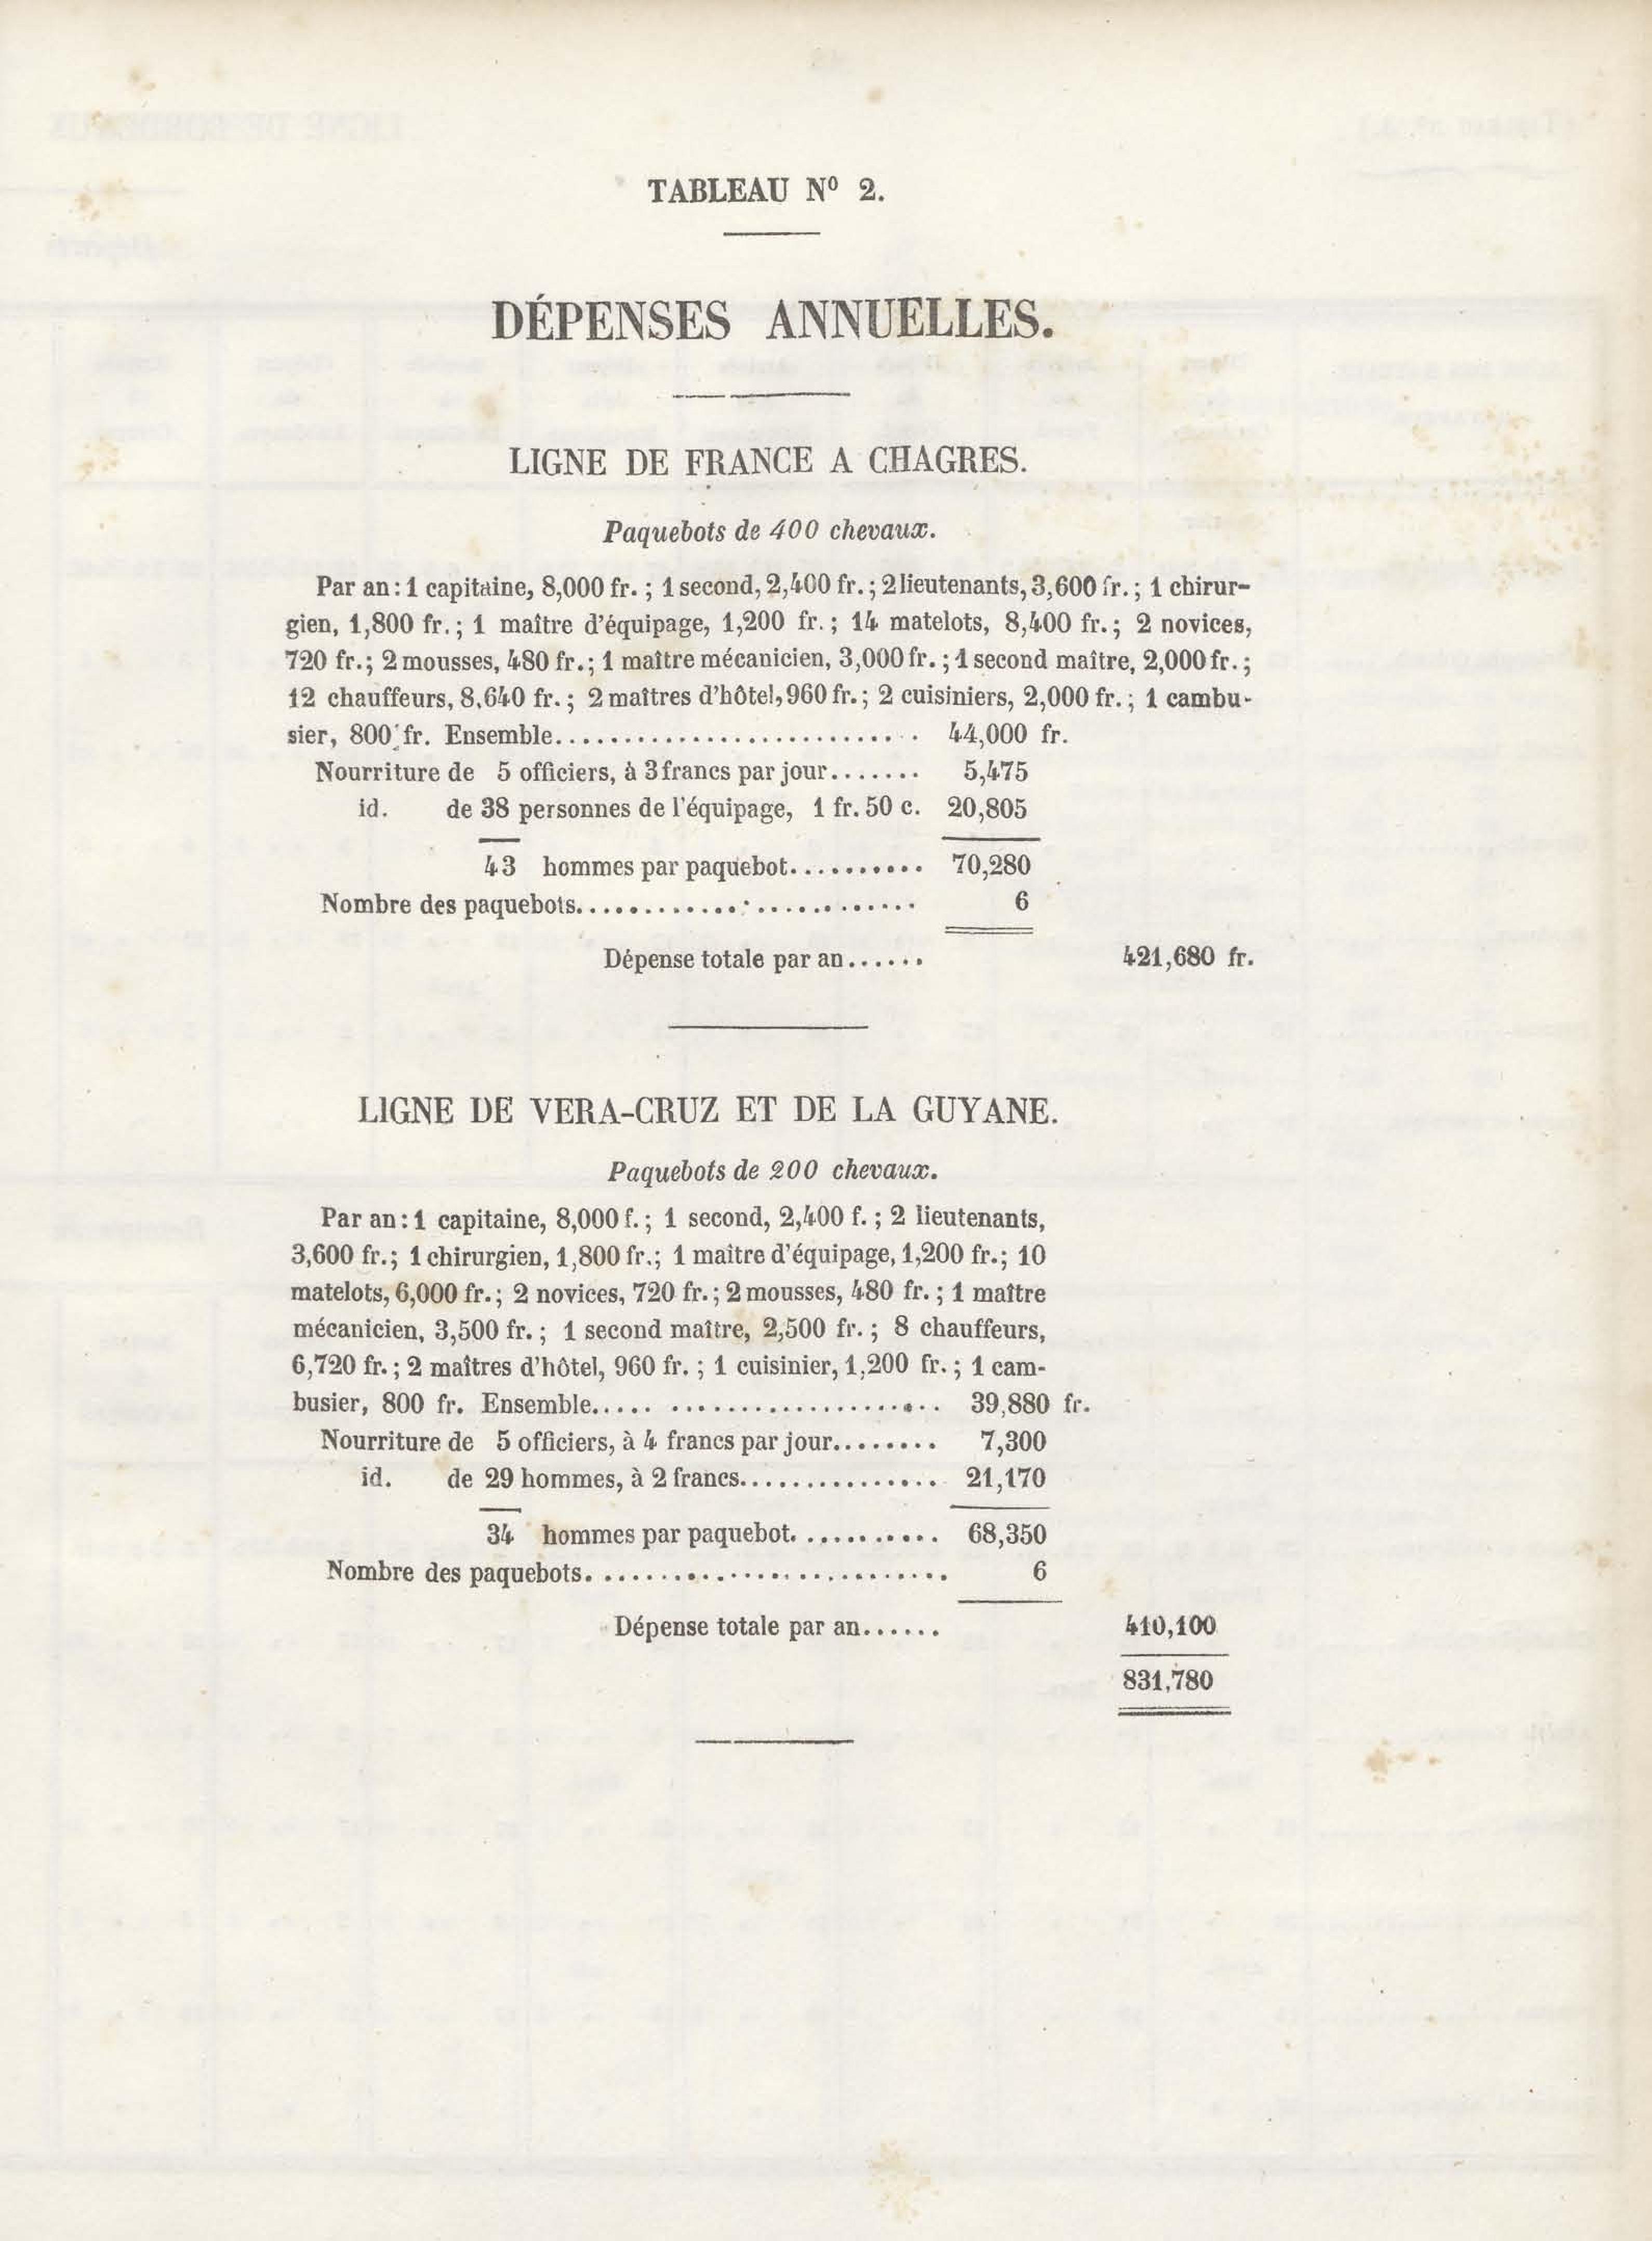 TABLEAU Nº 2.
DÉPENSES ANNUELLES.
LIGNE DE FRANCE A CHAGRES.
Paquebots de 400 chevaux.
Par an : 1 capitaine, 8,000 fr. ; 1 second, 2,400 fr. ; 2 lieutenants, 3,600 fr. ; 1 chirur-
gien, 1,800 fr. ; 1 maître d'équipage, 1,200 fr. ; 14 matelots, 8,400 fr. ; 2 novices,
720 fr. ; 2 mousses, 480 fr. ; 1 maître mécanicien, 3,000 fr. ; 1 second maître, 2,000 fr. ;
12 chauffeurs, 8,640 fr. ; 2 maîtres d'hôtel, 960 fr. ; 2 cuisiniers, 2,000 fr. ; 1 cambu-
sier, 800 fr. Ensemble........................... 44,000 fr.
Nourriture de 5 officiers, à 3 francs par jour....... 5,475
id. de 38 personnes de l'équipage, 1 fr. 50 c. 20,805
43 hommes par paquebot.......... 70,280
Nombre des paquebots......................... 6
Dépense totale par an...... 421,680 fr.
LIGNE DE VERA-CRUZ ET DE LA GUYANE.
Paquebots de 200 chevaux.
Par an : 1 capitaine, 8,000 f. ; 1 second, 2,400 f. ; 2 lieutenants,
3,600 fr. ; 1 chirurgien, 1,800 fr. ; 1 maître d'équipage, 1,200 fr. ; 10
matelots, 6,000 fr. ; 2 novices, 720 fr. ; 2 mousses, 480 fr. ; 1 maître
mécanicien, 3,500 fr. ; 1 second maître, 2,500 fr. ; 8 chauffeurs,
6,720 fr. ; 2 maîtres d'hôtel, 960 fr. ; 1 cuisinier, 1,200 fr. ; 1 cam-
busier, 800 fr. Ensemble......................... 39,880 fr.
Nourriture de 5 officiers, à 4 francs par jour........ 7,300
id. de 29 hommes, à 2 francs............... 21,170
34 hommes par paquebot........... 68,350
Nombre des paquebots.......................... 6
Dépense totale par an...... 410,100
831,780